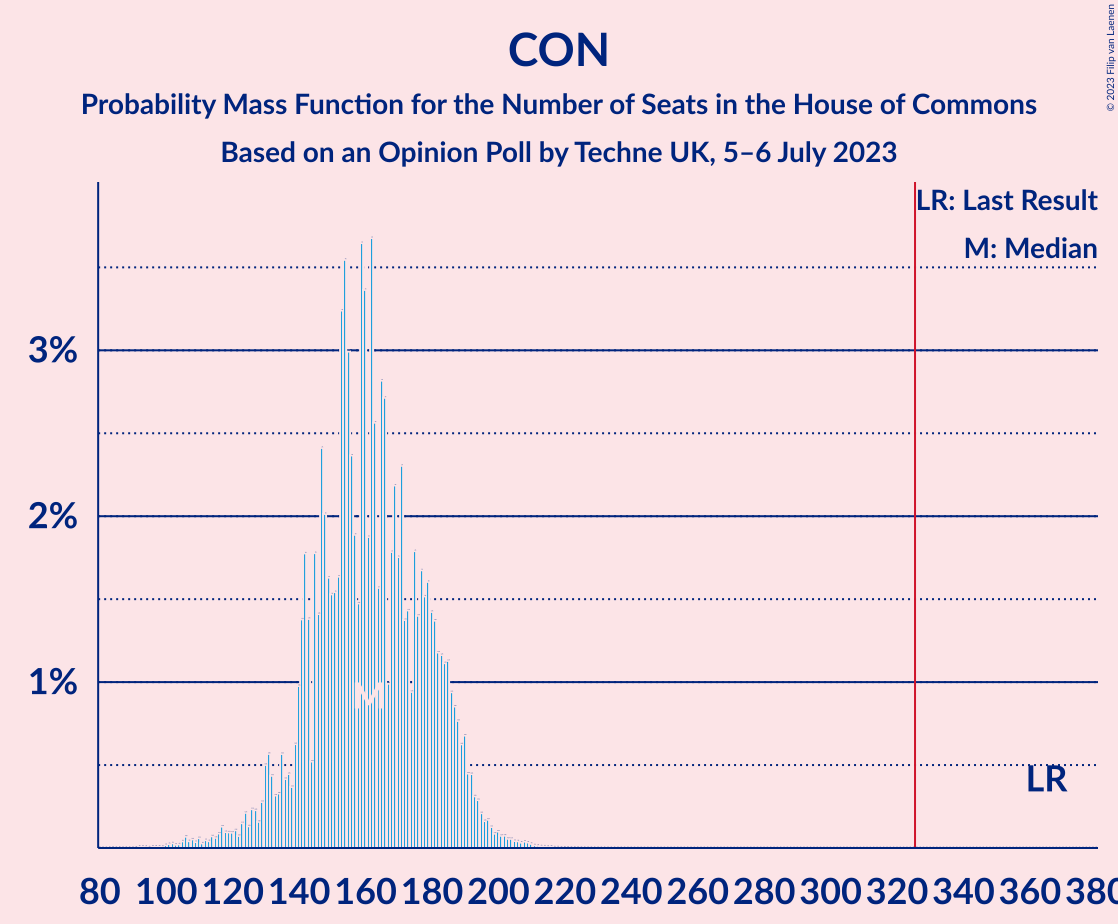 CON
Probability Mass Function for the Number of Seats in the House of Commons
Based on an Opinion Poll by Techne UK, 5–6 July 2023
© 2023 Filip van Laenen
LR: Last Result
M: Median
3%
2%
1%
M
LR
80 100 120 140 160 180 200 220 240 260 280 300 320 340 360 380